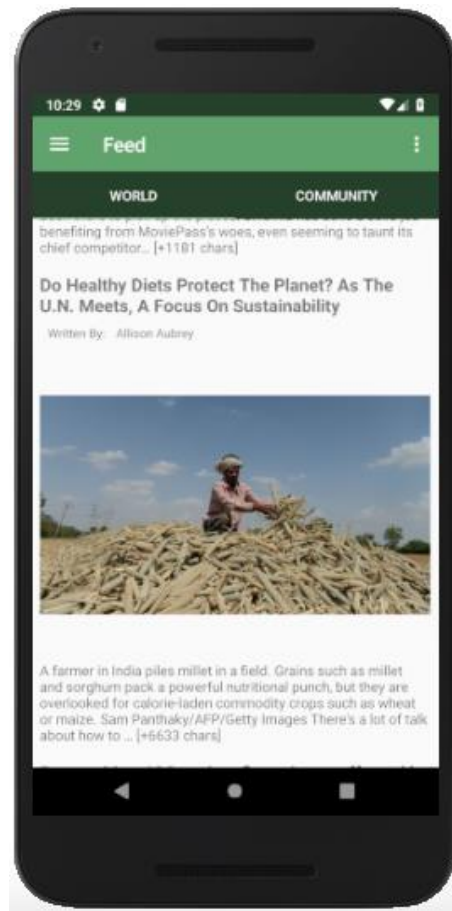 10:29
Feed
WORLD
COMMUNITY
benefiting from MoviePass's woes, even seeming to taunt its
chief competitor... [+1181 chars]
Do Healthy Diets Protect The Planet? As The
U.N. Meets, A Focus On Sustainability
Written By: Allison Aubrey
A farmer in India piles millet in a field. Grains such as millet
and sorghum pack a powerful nutritional punch, but they are
overlooked for calorie-laden commodity crops such as wheat
or maize. Sam Panthaky/AFP/Getty Images There's a lot of talk
about how to ... [+6633 chars]